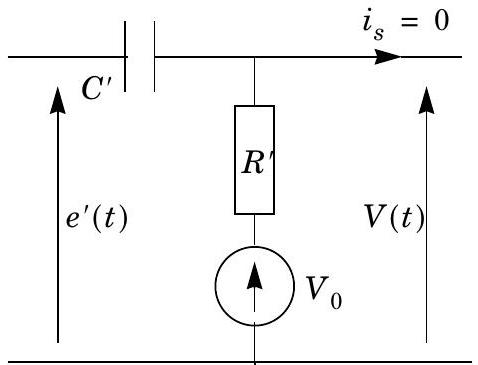 i_s = 0
C'
R'
e'(t)
V(t)
V_0